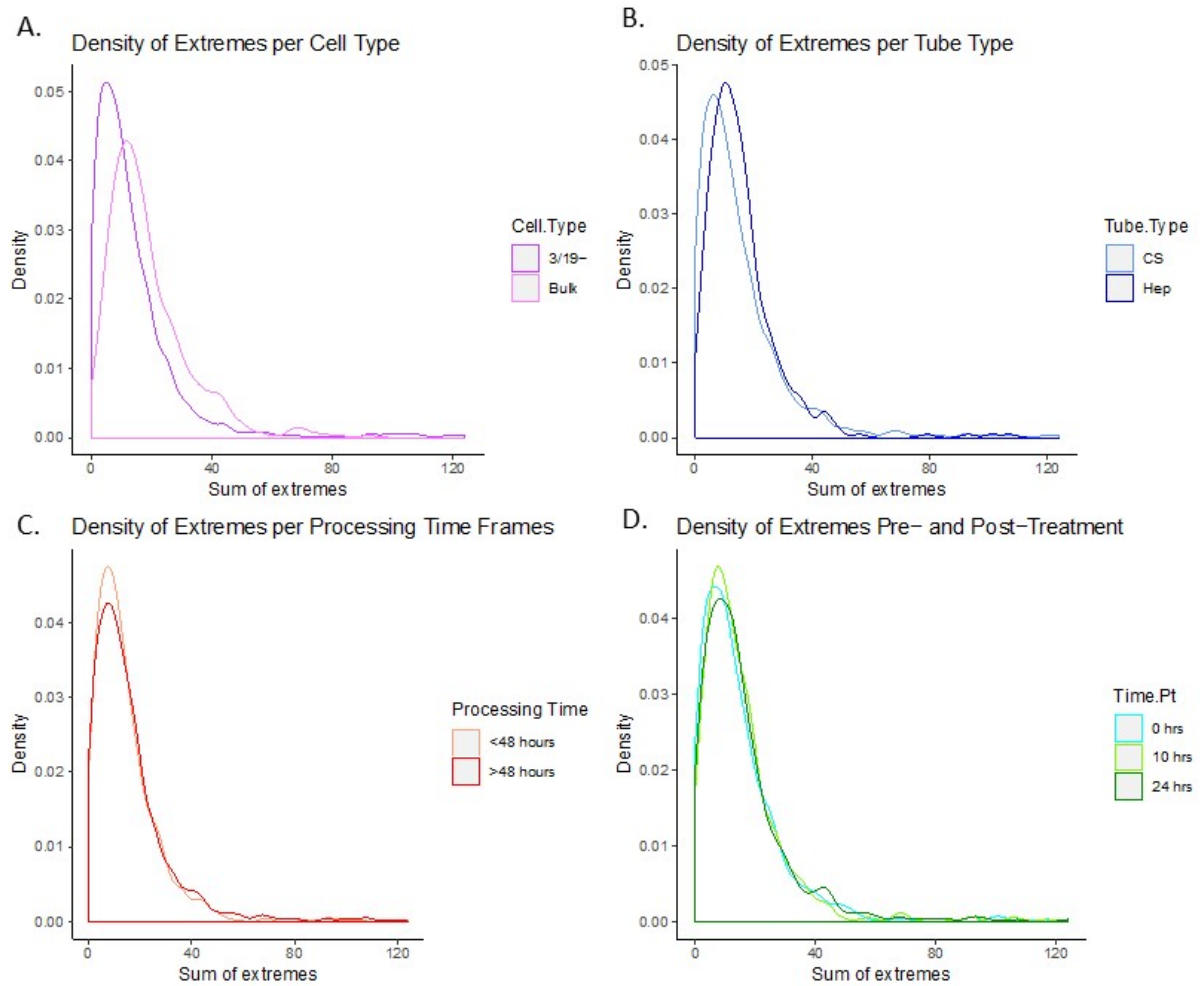 A.
Density of Extremes per Cell Type
0.05
0.04
0.03
0.02
0.01
0.00
Density
0
40
80
120
Sum of extremes
Cell.Type
3/19−
Bulk
B.
Density of Extremes per Tube Type
0.05
0.04
0.03
0.02
0.01
0.00
Density
0
40
80
120
Sum of extremes
Tube.Type
CS
Hep
C.
Density of Extremes per Processing Time Frames
0.04
0.03
0.02
0.01
0.00
Density
0
40
80
120
Sum of extremes
Processing Time
<48 hours
>48 hours
D.
Density of Extremes Pre− and Post−Treatment
0.04
0.03
0.02
0.01
0.00
Density
0
40
80
120
Sum of extremes
Time.Pt
0 hrs
10 hrs
24 hrs